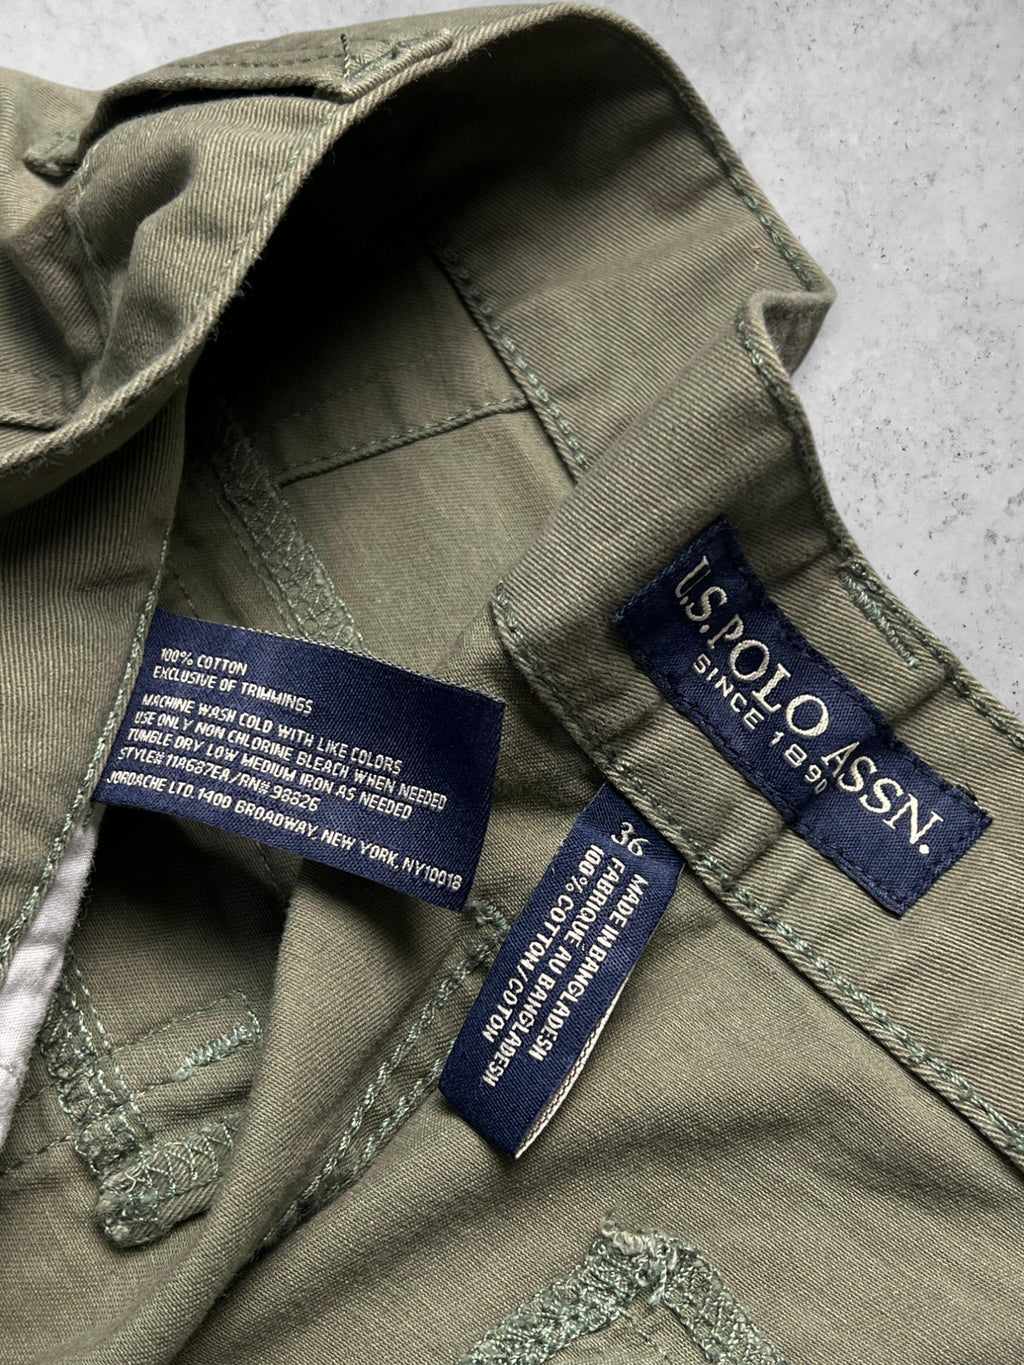 100% COTTON
EXCLUSIVE OF TRIMMINGS
MACHINE WASH COLD WITH LIKE COLORS
USE ONLY NON CHLORINE BLEACH WHEN NEEDED
TUMBLE DRY LOW MEDIUM IRON AS NEEDED
STYLE# 11A687EA/RN# 98626
JORDACHE LTD. 1400 BROADWAY, NEW YORK, NY10018
36
MADE IN BANGLADESH
FABRIQUE AU BANGLADESH
100% COTTON/COTON
U.S. POLO ASSN.
SINCE 1890